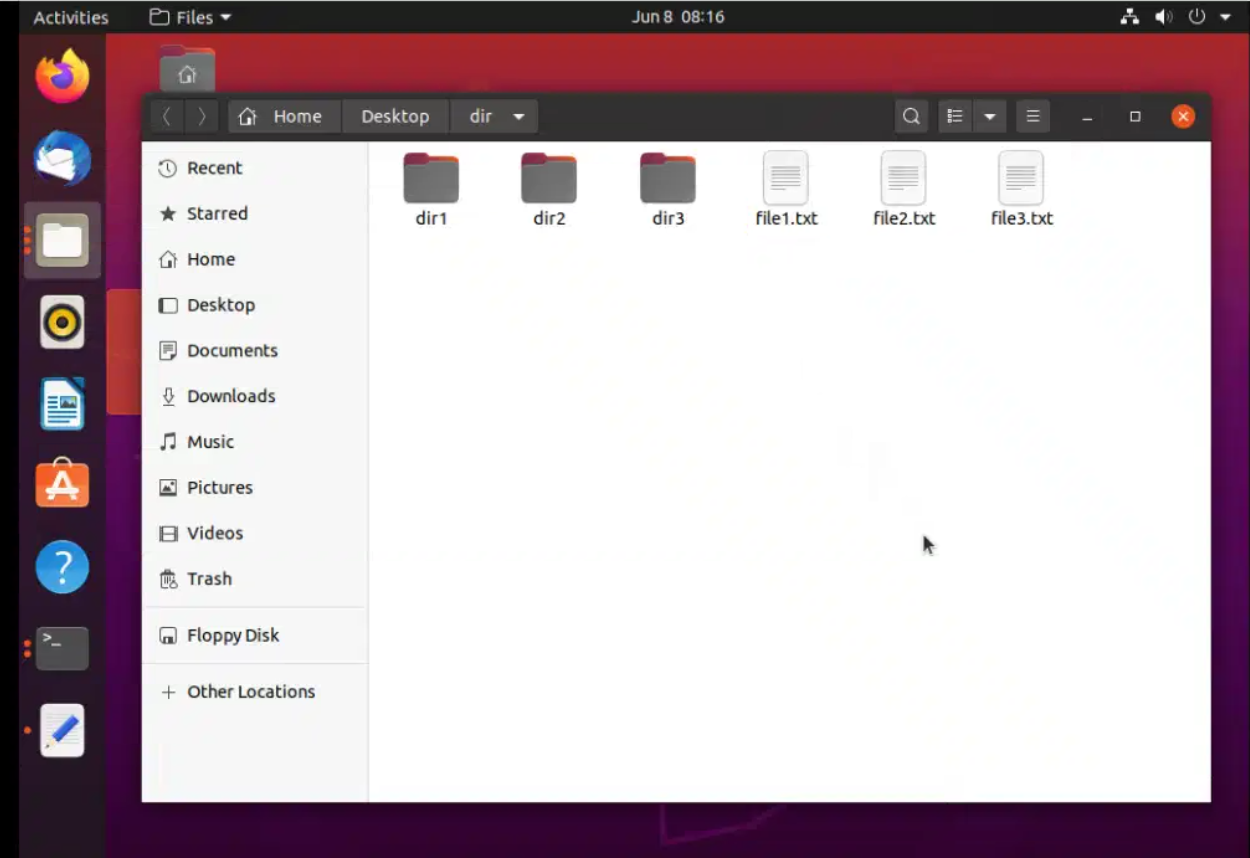 Activities Files Jun 8 08:16
Home Desktop dir
Recent
Starred
Home
Desktop
Documents
Downloads
Music
Pictures
Videos
Trash
Floppy Disk
Other Locations
dir1 dir2 dir3 file1.txt file2.txt file3.txt